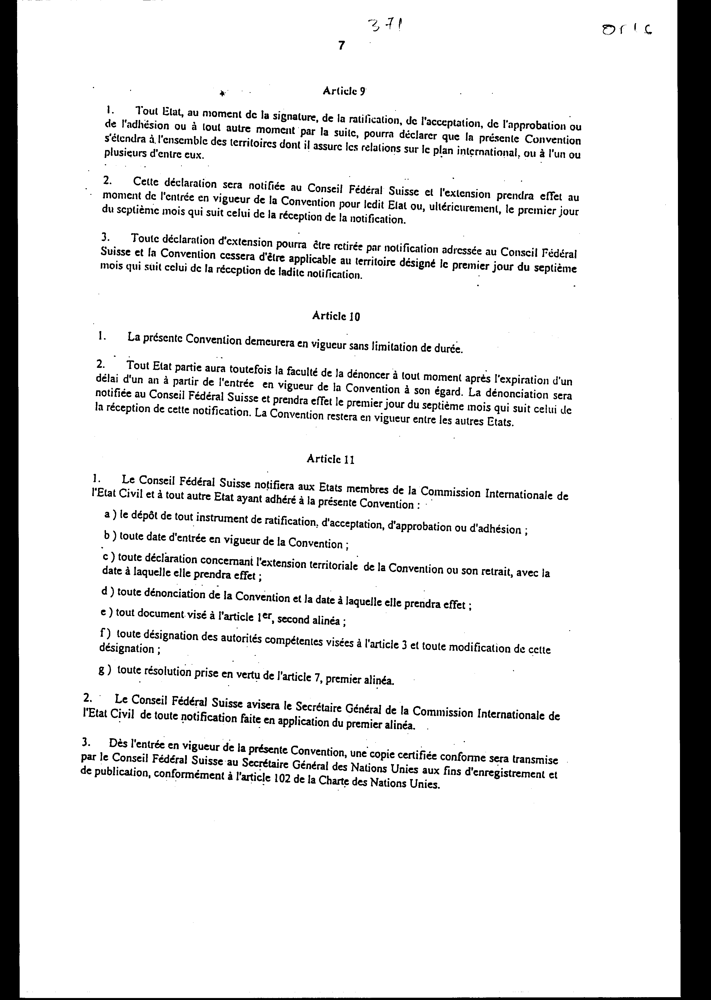 371
7
Article 9
1. Tout Etat, au moment de la signature, de la ratification, de l'acceptation, de l'approbation ou
de l'adhésion ou à tout autre moment par la suite, pourra déclarer que la présente Convention
s'étendra à l'ensemble des territoires dont il assure les relations sur le plan international, ou à l'un ou
plusieurs d'entre eux.
2. Cette déclaration sera notifiée au Conseil Fédéral Suisse et l'extension prendra effet au
moment de l'entrée en vigueur de la Convention pour ledit Etat ou, ultérieurement, le premier jour
du septième mois qui suit celui de la réception de la notification.
3. Toute déclaration d'extension pourra être retirée par notification adressée au Conseil Fédéral
Suisse et la Convention cessera d'être applicable au territoire désigné le premier jour du septième
mois qui suit celui de la réception de ladite notification.
Article 10
1. La présente Convention demeurera en vigueur sans limitation de durée.
2. Tout Etat partie aura toutefois la faculté de la dénoncer à tout moment après l'expiration d'un
délai d'un an à partir de l'entrée en vigueur de la Convention à son égard. La dénonciation sera
notifiée au Conseil Fédéral Suisse et prendra effet le premier jour du septième mois qui suit celui de
la réception de cette notification. La Convention restera en vigueur entre les autres Etats.
Article 11
1. Le Conseil Fédéral Suisse notifiera aux Etats membres de la Commission Internationale de
l'Etat Civil et à tout autre Etat ayant adhéré à la présente Convention :
a ) le dépôt de tout instrument de ratification, d'acceptation, d'approbation ou d'adhésion ;
b ) toute date d'entrée en vigueur de la Convention ;
c ) toute déclaration concernant l'extension territoriale de la Convention ou son retrait, avec la
date à laquelle elle prendra effet ;
d ) toute dénonciation de la Convention et la date à laquelle elle prendra effet ;
e ) tout document visé à l'article 1er, second alinéa ;
f ) toute désignation des autorités compétentes visées à l'article 3 et toute modification de cette
désignation ;
g ) toute résolution prise en vertu de l'article 7, premier alinéa.
2. Le Conseil Fédéral Suisse avisera le Secrétaire Général de la Commission Internationale de
l'Etat Civil de toute notification faite en application du premier alinéa.
3. Dès l'entrée en vigueur de la présente Convention, une copie certifiée conforme sera transmise
par le Conseil Fédéral Suisse au Secrétaire Général des Nations Unies aux fins d'enregistrement et
de publication, conformément à l'article 102 de la Charte des Nations Unies.